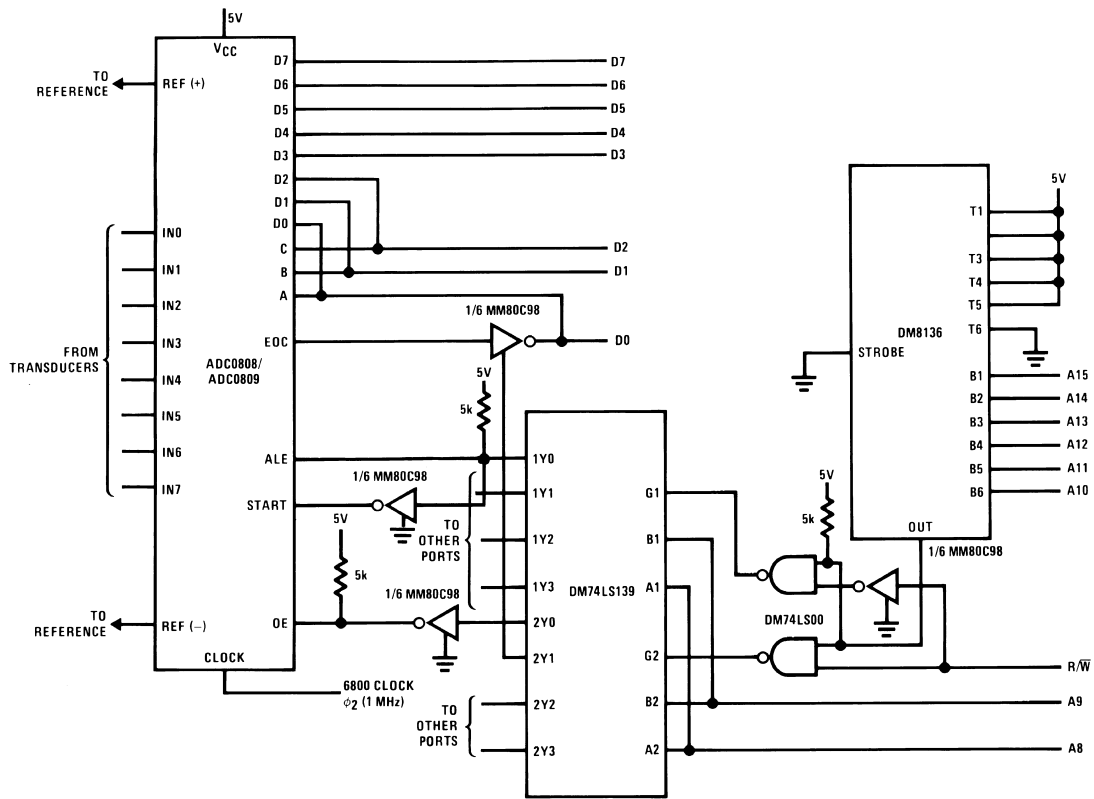 5V
VCC
TO
REFERENCE
REF (+)
D7
D6
D5
D4
D3
D2
D1
D0
C
B
A
EOC
ALE
START
OE
D7
D6
D5
D4
D3
D2
D1
D0
FROM
TRANSDUCERS
IN0
IN1
IN2
IN3
IN4
IN5
IN6
IN7
ADC0808/
ADC0809
TO
REFERENCE
REF (–)
CLOCK
6800 CLOCK
ϕ2 (1 MHz)
1/6 MM80C98
5V
5k
1/6 MM80C98
5V
5k
1/6 MM80C98
TO
OTHER
PORTS
TO
OTHER
PORTS
1Y0
1Y1
1Y2
1Y3
2Y0
2Y1
2Y2
2Y3
DM74LS139
G1
B1
A1
G2
B2
A2
5V
5k
DM74LS00
1/6 MM80C98
DM8136
STROBE
OUT
5V
T1
T3
T4
T5
T6
B1
B2
B3
B4
B5
B6
A15
A14
A13
A12
A11
A10
R/W̅
A9
A8